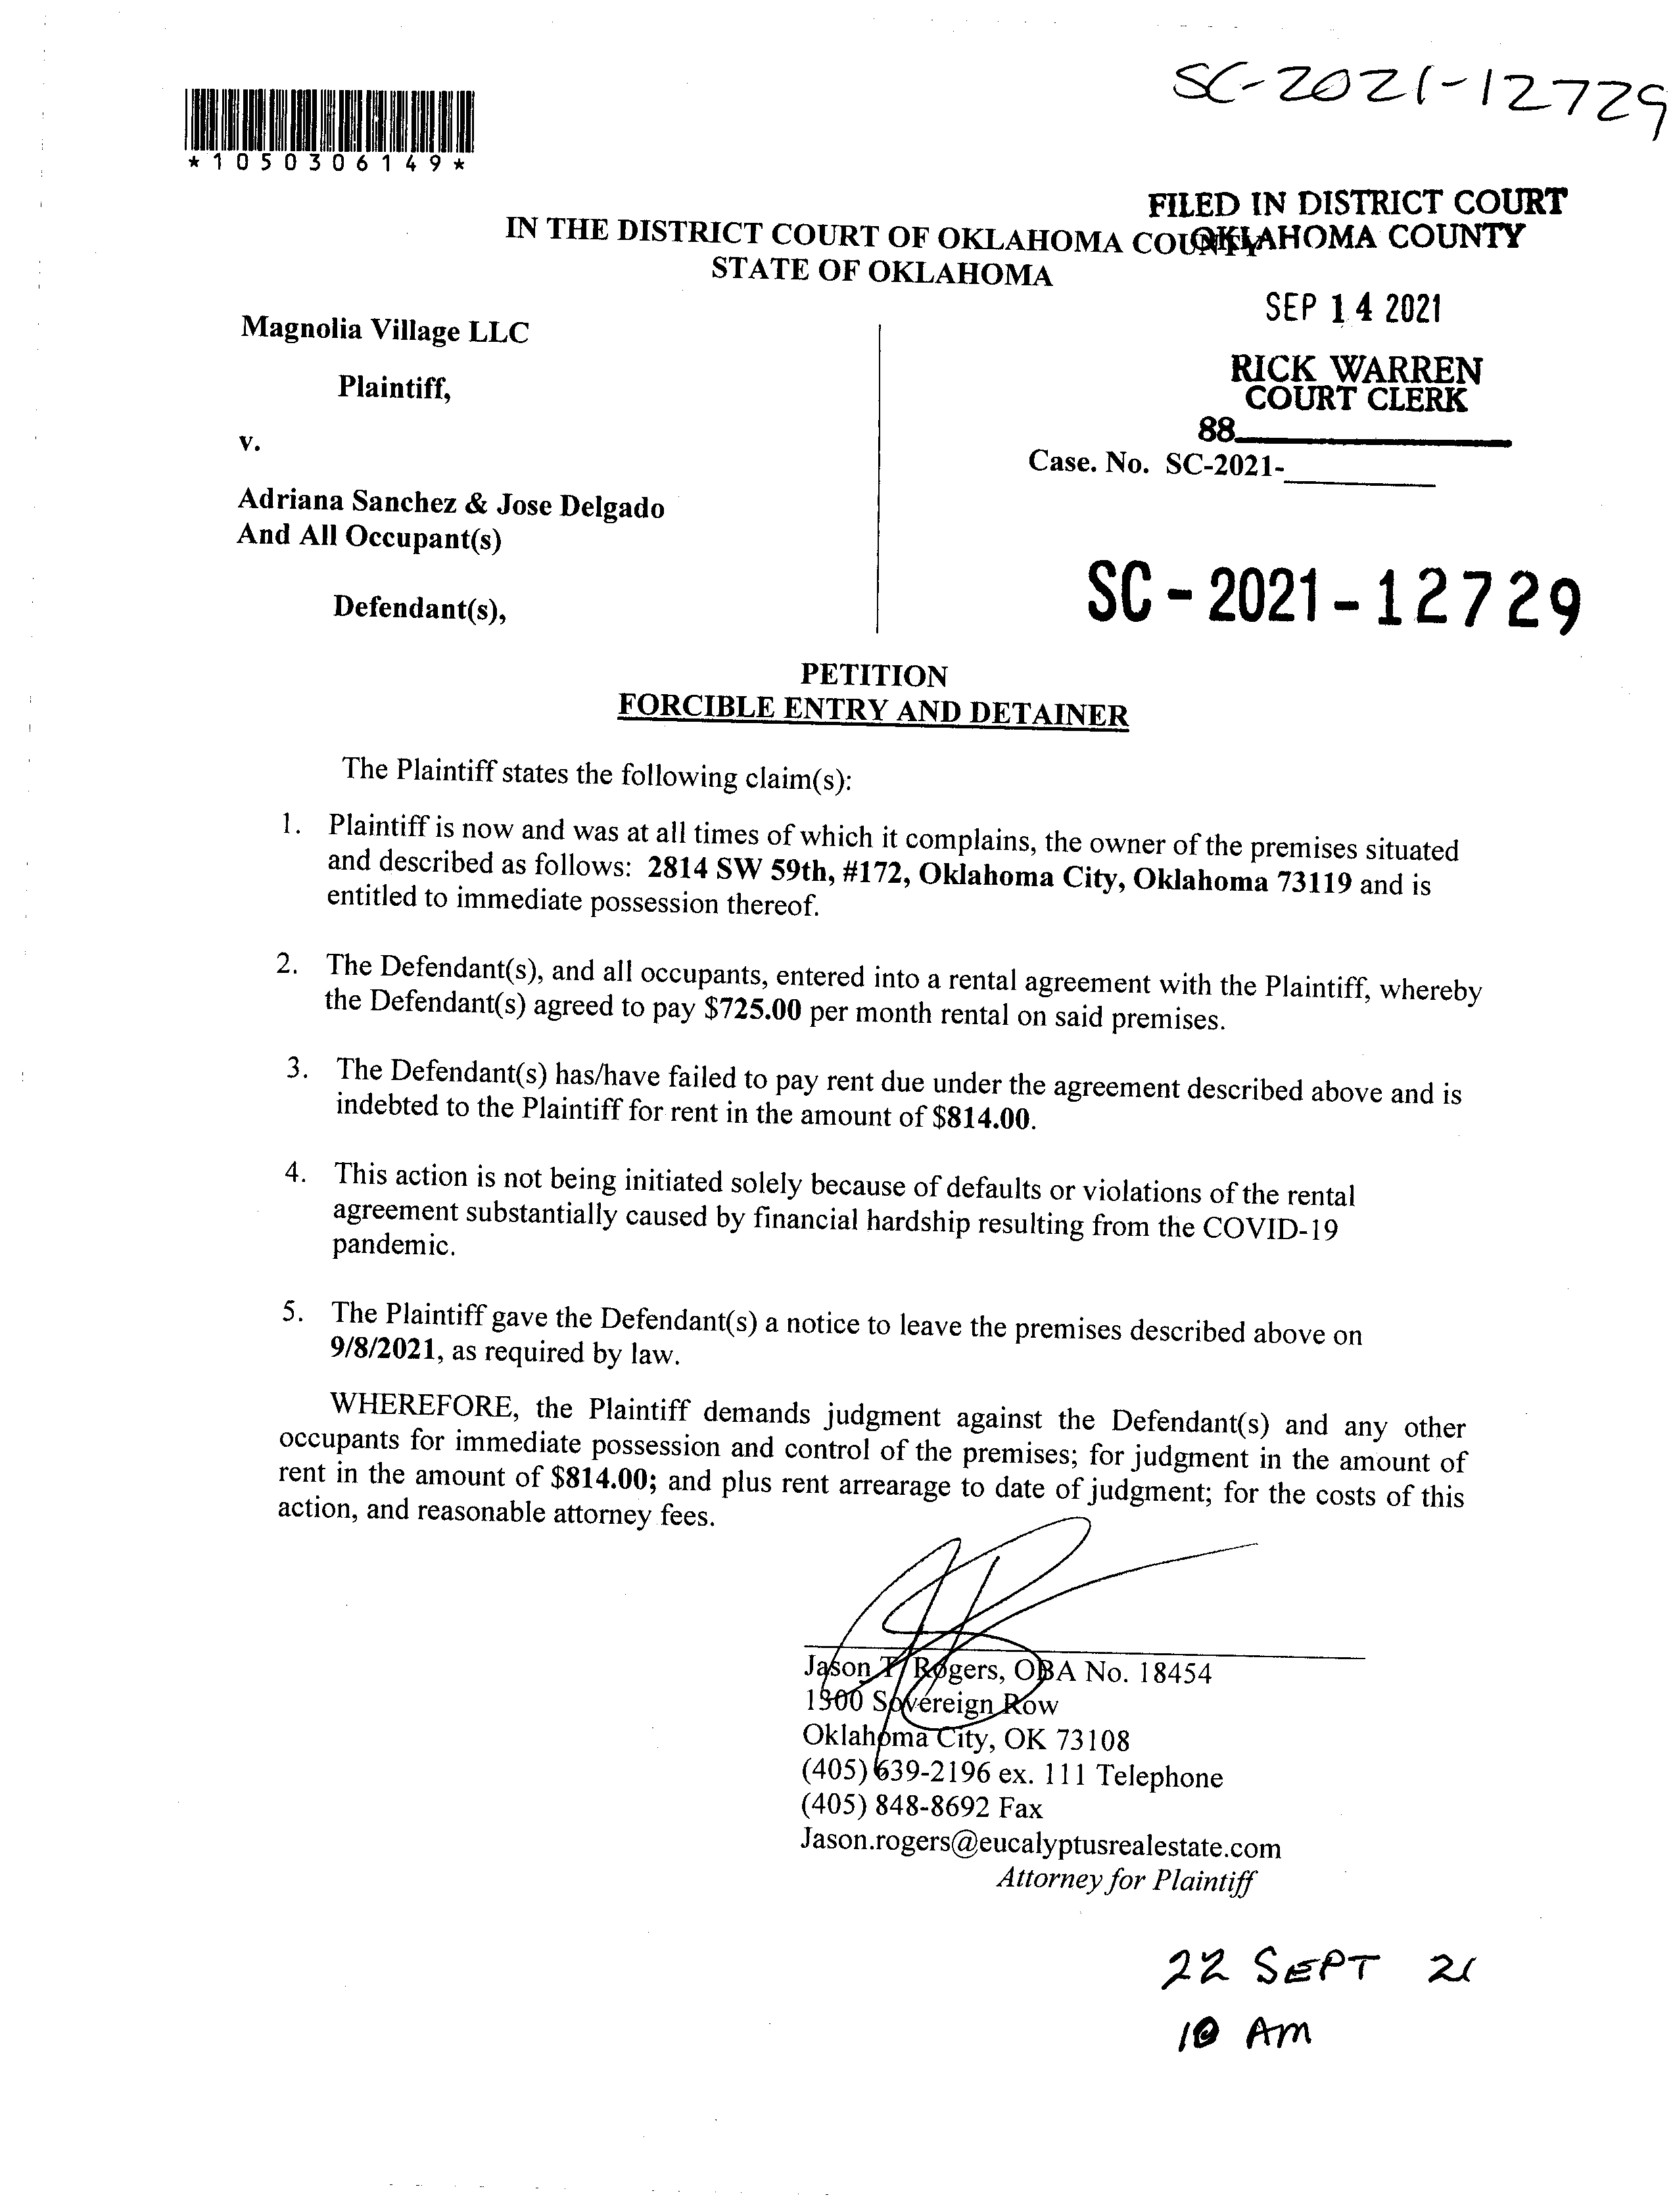 SC-2021-12729
*1050306149*
FILED IN DISTRICT COURT
OKLAHOMA COUNTY
IN THE DISTRICT COURT OF OKLAHOMA COUNTY
STATE OF OKLAHOMA
SEP 14 2021
RICK WARREN
COURT CLERK
88
Magnolia Village LLC
Plaintiff,
v.
Case. No. SC-2021-
Adriana Sanchez & Jose Delgado
And All Occupant(s)
SC-2021-12729
Defendant(s),
PETITION
FORCIBLE ENTRY AND DETAINER
The Plaintiff states the following claim(s):
1. Plaintiff is now and was at all times of which it complains, the owner of the premises situated
and described as follows: 2814 SW 59th, #172, Oklahoma City, Oklahoma 73119 and is
entitled to immediate possession thereof.
2. The Defendant(s), and all occupants, entered into a rental agreement with the Plaintiff, whereby
the Defendant(s) agreed to pay $725.00 per month rental on said premises.
3. The Defendant(s) has/have failed to pay rent due under the agreement described above and is
indebted to the Plaintiff for rent in the amount of $814.00.
4. This action is not being initiated solely because of defaults or violations of the rental
agreement substantially caused by financial hardship resulting from the COVID-19
pandemic.
5. The Plaintiff gave the Defendant(s) a notice to leave the premises described above on
9/8/2021, as required by law.
WHEREFORE, the Plaintiff demands judgment against the Defendant(s) and any other
occupants for immediate possession and control of the premises; for judgment in the amount of
rent in the amount of $814.00; and plus rent arrearage to date of judgment; for the costs of this
action, and reasonable attorney fees.
Jason T. Rogers, OBA No. 18454
1300 Sovereign Row
Oklahoma City, OK 73108
(405) 639-2196 ex. 111 Telephone
(405) 848-8692 Fax
Jason.rogers@eucalyptusrealestate.com
Attorney for Plaintiff
22 SEPT 21
10 AM